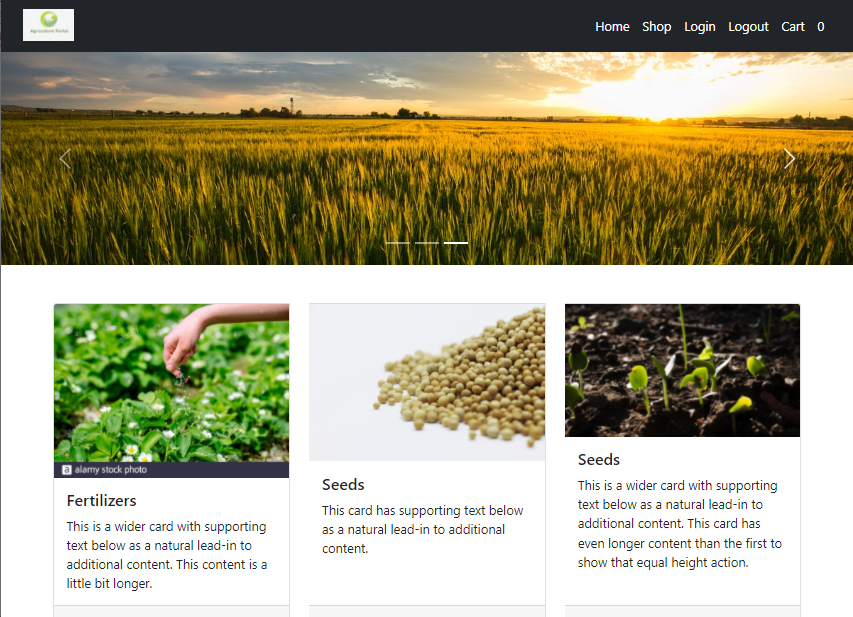 Agriculture Portal
Home Shop Login Logout Cart 0
a alamy stock photo
Fertilizers
This is a wider card with supporting
text below as a natural lead-in to
additional content. This content is a
little bit longer.
Seeds
This card has supporting text below
as a natural lead-in to additional
content.
Seeds
This is a wider card with supporting
text below as a natural lead-in to
additional content. This card has
even longer content than the first to
show that equal height action.